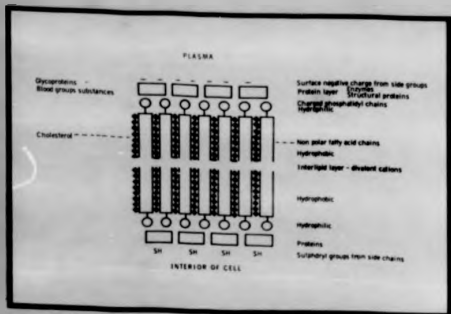 PLASMA
Glycoproteins -
Blood groups substances
Surface negative charge from side groups
Protein layer Enzymes
Structural proteins
Charged phosphatidyl chains
Hydrophilic
Cholesterol
Non polar fatty acid chains
Hydrophobic
Interlipid layer - divalent cations
Hydrophobic
Hydrophilic
Proteins
SH SH SH SH
Sulphdryl groups from side chains
INTERIOR OF CELL